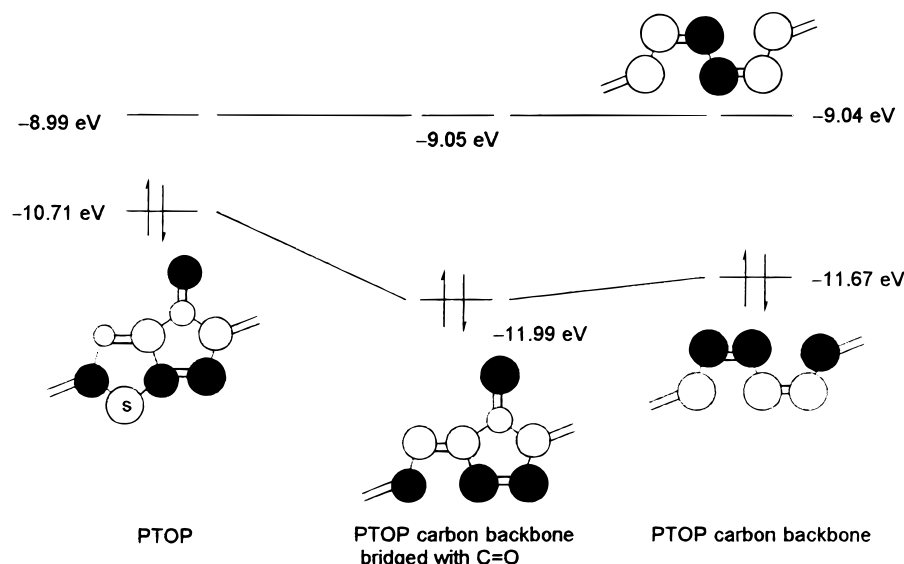 −8.99 eV
−9.05 eV
−9.04 eV
−10.71 eV
−11.67 eV
−11.99 eV
S
PTOP
PTOP carbon backbone
bridged with C=O
PTOP carbon backbone